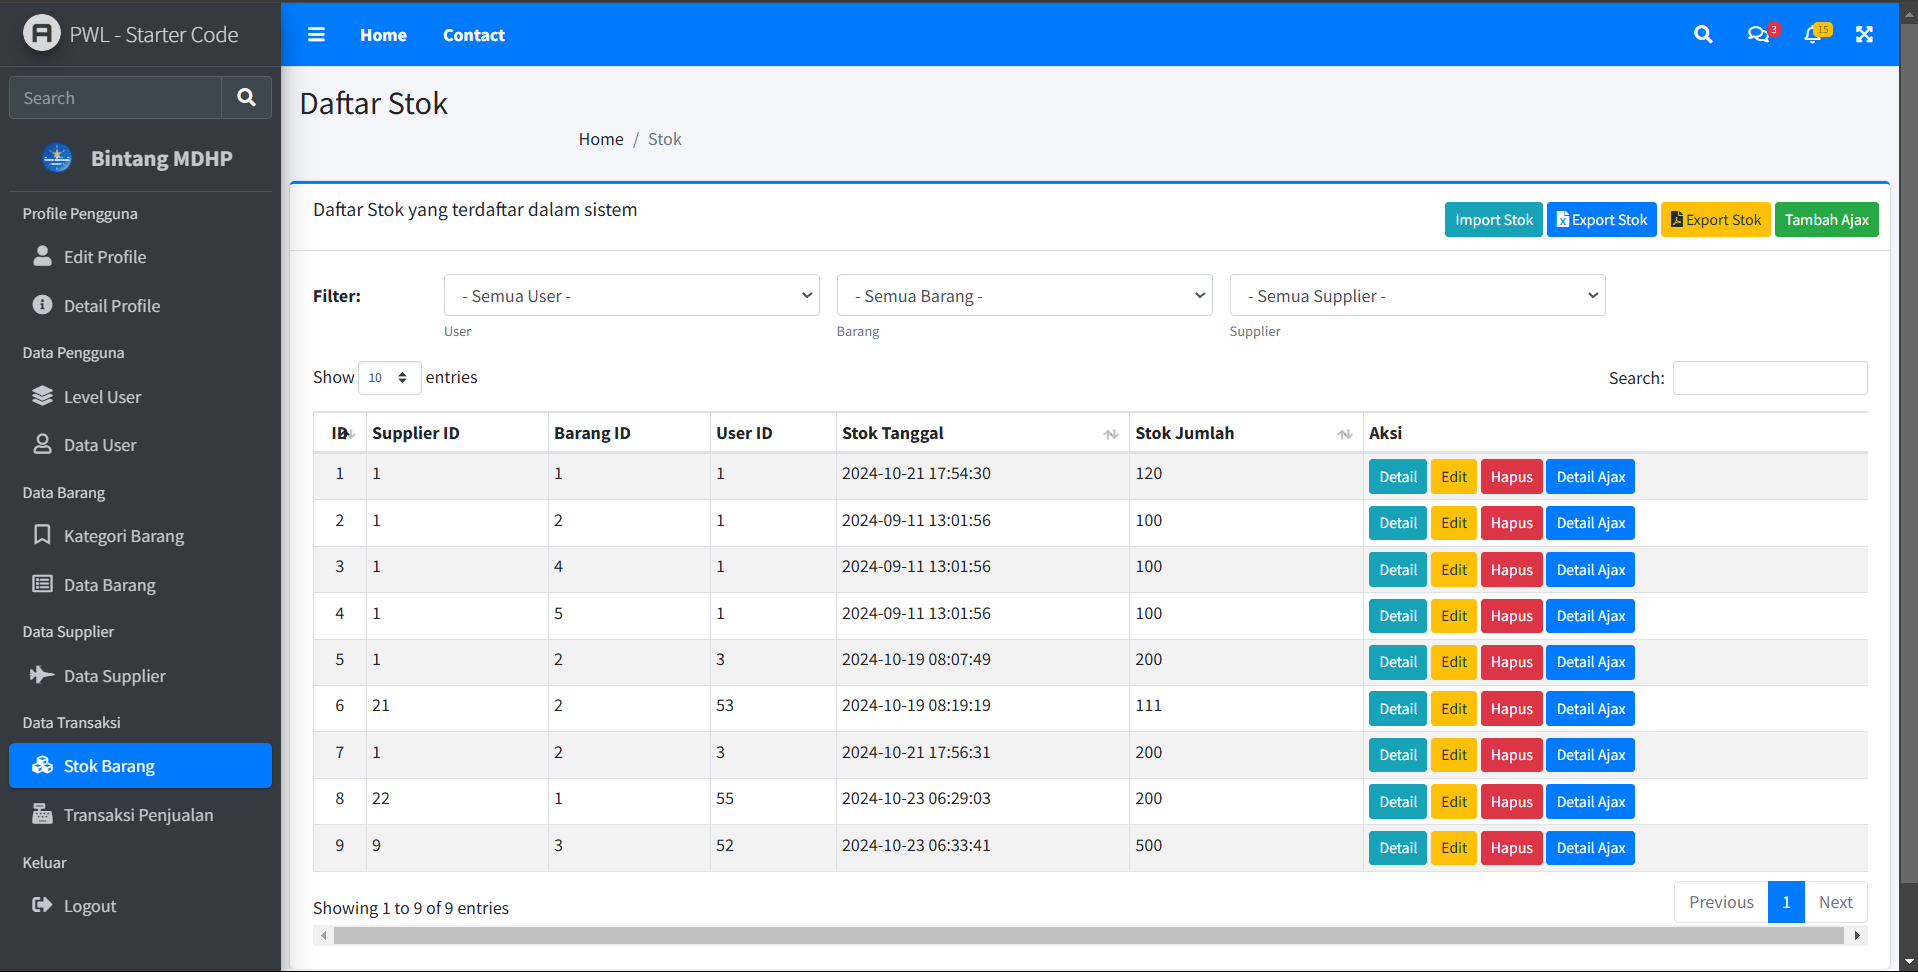 PWL - Starter Code
Home Contact
3
15
Search
Bintang MDHP
Profile Pengguna
Edit Profile
Detail Profile
Data Pengguna
Level User
Data User
Data Barang
Kategori Barang
Data Barang
Data Supplier
Data Supplier
Data Transaksi
Stok Barang
Transaksi Penjualan
Keluar
Logout
Daftar Stok
Home / Stok
Daftar Stok yang terdaftar dalam sistem
Import Stok Export Stok Export Stok Tambah Ajax
Filter: - Semua User - - Semua Barang - - Semua Supplier -
User Barang Supplier
Show 10 entries Search:
ID Supplier ID Barang ID User ID Stok Tanggal Stok Jumlah Aksi
1 1 1 1 2024-10-21 17:54:30 120 Detail Edit Hapus Detail Ajax
2 1 2 1 2024-09-11 13:01:56 100 Detail Edit Hapus Detail Ajax
3 1 4 1 2024-09-11 13:01:56 100 Detail Edit Hapus Detail Ajax
4 1 5 1 2024-09-11 13:01:56 100 Detail Edit Hapus Detail Ajax
5 1 2 3 2024-10-19 08:07:49 200 Detail Edit Hapus Detail Ajax
6 21 2 53 2024-10-19 08:19:19 111 Detail Edit Hapus Detail Ajax
7 1 2 3 2024-10-21 17:56:31 200 Detail Edit Hapus Detail Ajax
8 22 1 55 2024-10-23 06:29:03 200 Detail Edit Hapus Detail Ajax
9 9 3 52 2024-10-23 06:33:41 500 Detail Edit Hapus Detail Ajax
Showing 1 to 9 of 9 entries
Previous 1 Next